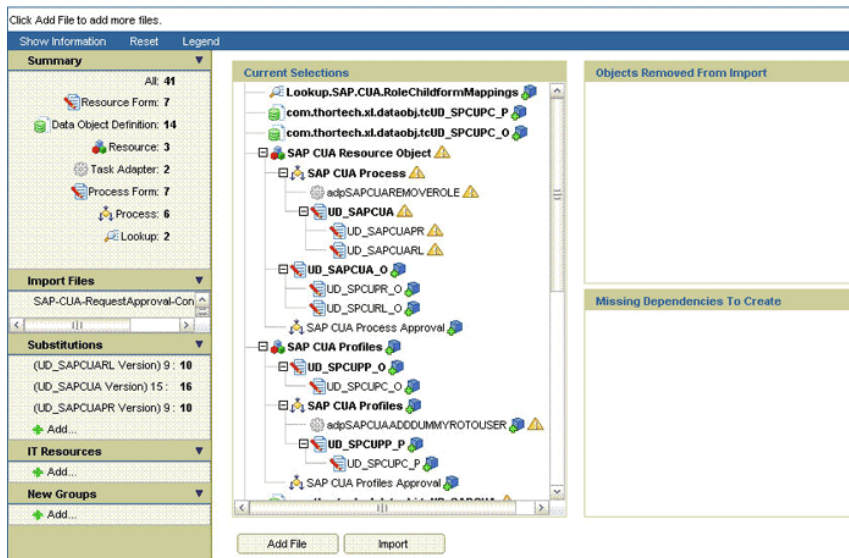 Click Add File to add more files.
Show Information Reset Legend
Summary
All: 41
Resource Form: 7
Data Object Definition: 14
Resource: 3
Task Adapter: 2
Process Form: 7
Process: 6
Lookup: 2
Import Files
SAP-CUA-RequestApproval-Con
Substitutions
(UD_SAPCUARL Version) 9 : 10
(UD_SAPCUA Version) 15 : 16
(UD_SAPCUAPR Version) 9 : 10
Add...
IT Resources
Add...
New Groups
Add...
Current Selections
Lookup.SAP.CUA.RoleChildformMappings
com.thortech.xl.dataobj.tcUD_SPCUPC_P
com.thortech.xl.dataobj.tcUD_SPCUPC_O
SAP CUA Resource Object
SAP CUA Process
adpSAPCUAREMOVEROLE
UD_SAPCUA
UD_SAPCUAPR
UD_SAPCUARL
UD_SAPCUA_O
UD_SPCUPR_O
UD_SPCURL_O
SAP CUA Process Approval
SAP CUA Profiles
UD_SPCUPP_O
UD_SPCUPC_O
SAP CUA Profiles
adpSAPCUAADDDUMMYROTOUSER
UD_SPCUPP_P
UD_SPCUPC_P
SAP CUA Profiles Approval
Add File Import
Objects Removed From Import
Missing Dependencies To Create